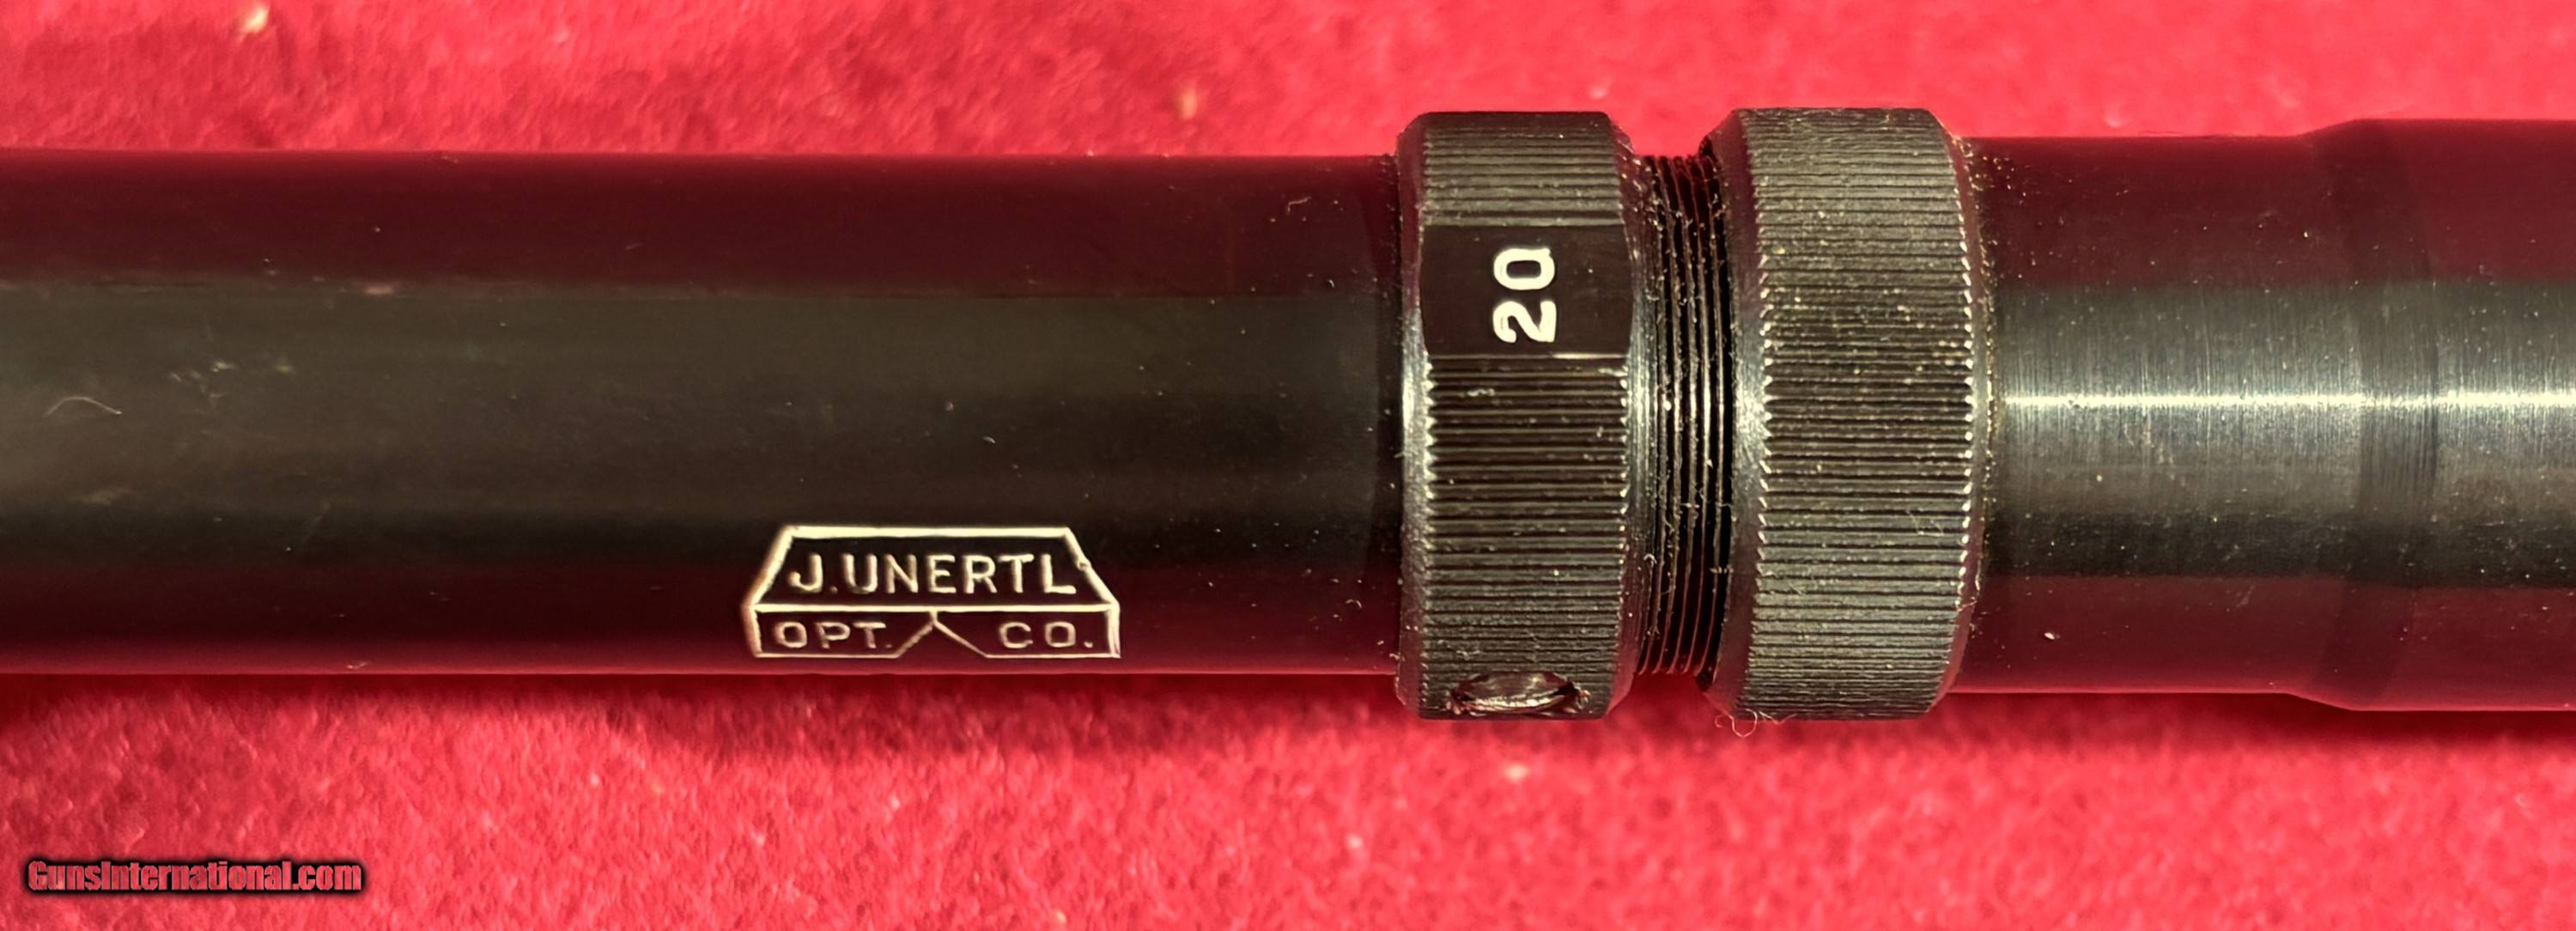 20
J. UNERTL
OPT. CO.
GunsInternational.com